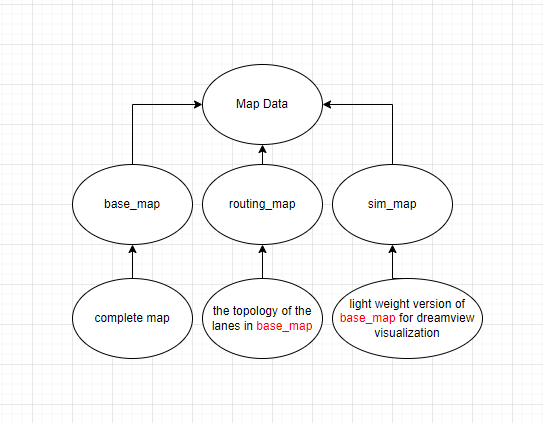 Map Data
base_map
routing_map
sim_map
complete map
the topology of the
lanes in base_map
light weight version of
base_map for dreamview
visualization